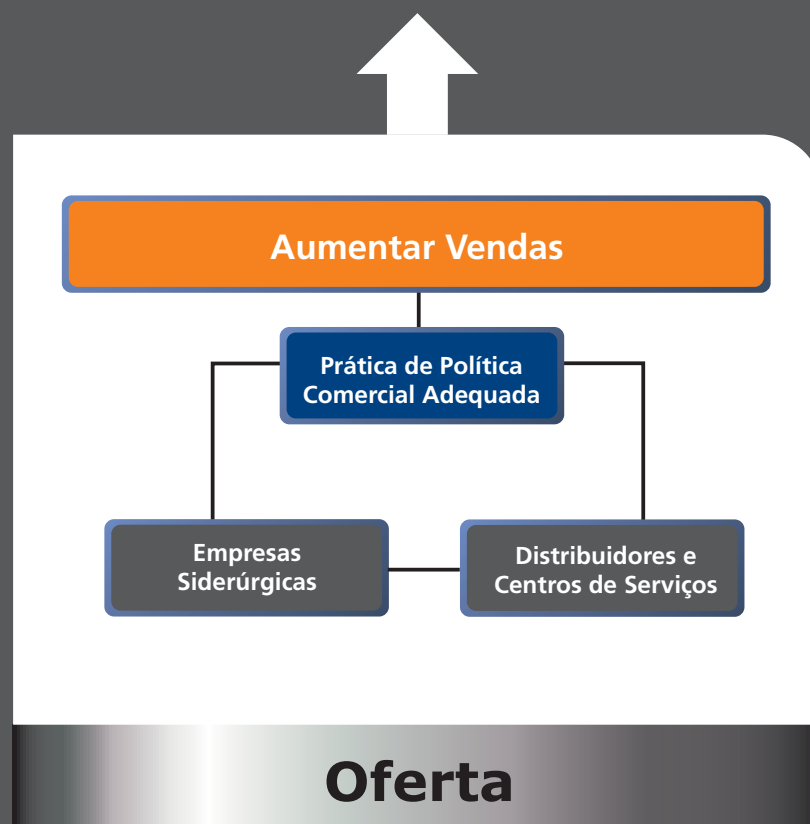 Aumentar Vendas
Prática de Política
Comercial Adequada
Empresas
Siderúrgicas
Distribuidores e
Centros de Serviços
Oferta